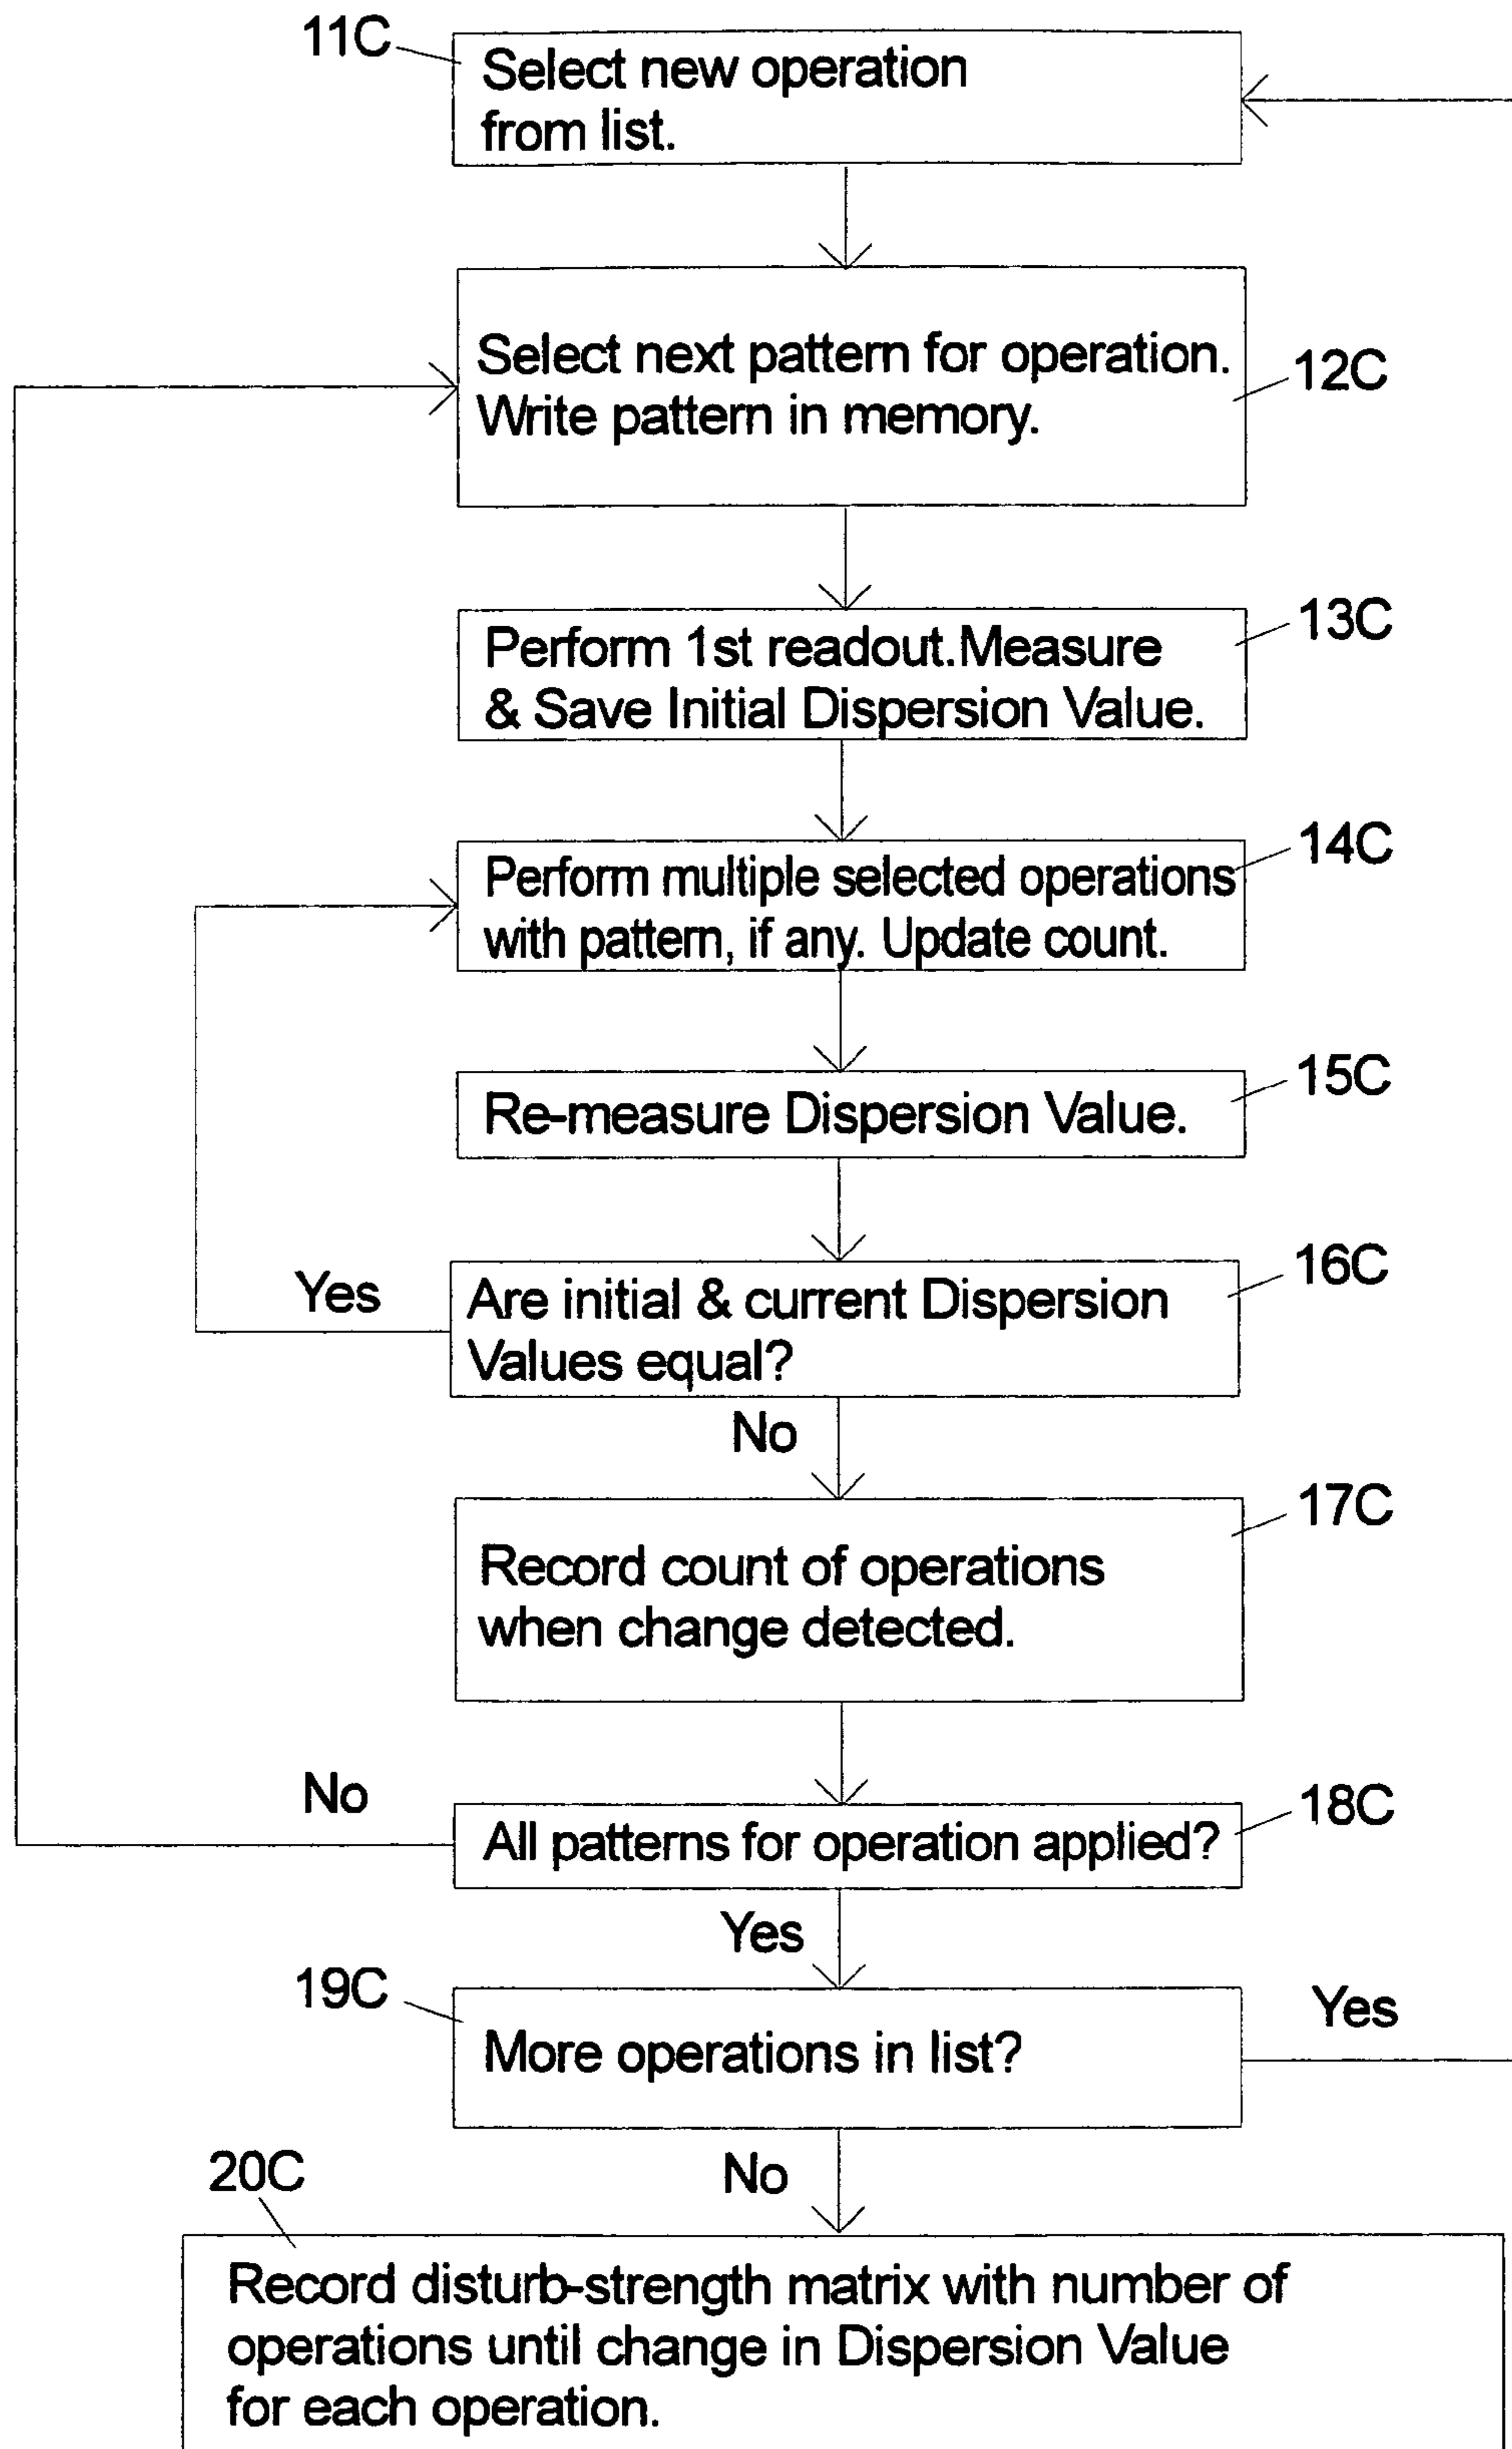 11C
Select new operation
from list.
Select next pattern for operation.
Write pattern in memory.
12C
13C
Perform 1st readout.Measure
& Save Initial Dispersion Value.
14C
Perform multiple selected operations
with pattern, if any. Update count.
15C
Re-measure Dispersion Value.
16C
Yes
Are initial & current Dispersion
Values equal?
No
17C
Record count of operations
when change detected.
No
18C
All patterns for operation applied?
Yes
19C
Yes
More operations in list?
20C
No
Record disturb-strength matrix with number of
operations until change in Dispersion Value
for each operation.